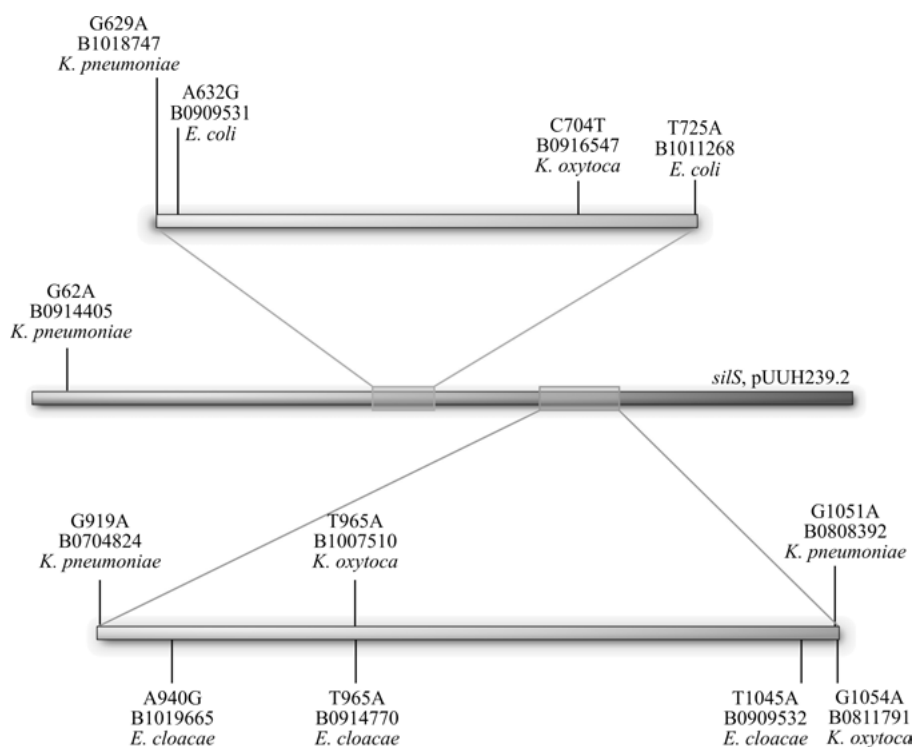 G629A
B1018747
K. pneumoniae
A632G
B0909531
E. coli
C704T
B0916547
K. oxytoca
T725A
B1011268
E. coli
G62A
B0914405
K. pneumoniae
silS, pUUH239.2
G919A
B0704824
K. pneumoniae
T965A
B1007510
K. oxytoca
G1051A
B0808392
K. pneumoniae
A940G
B1019665
E. cloacae
T965A
B0914770
E. cloacae
T1045A
B0909532
E. cloacae
G1054A
B0811791
K. oxytoca